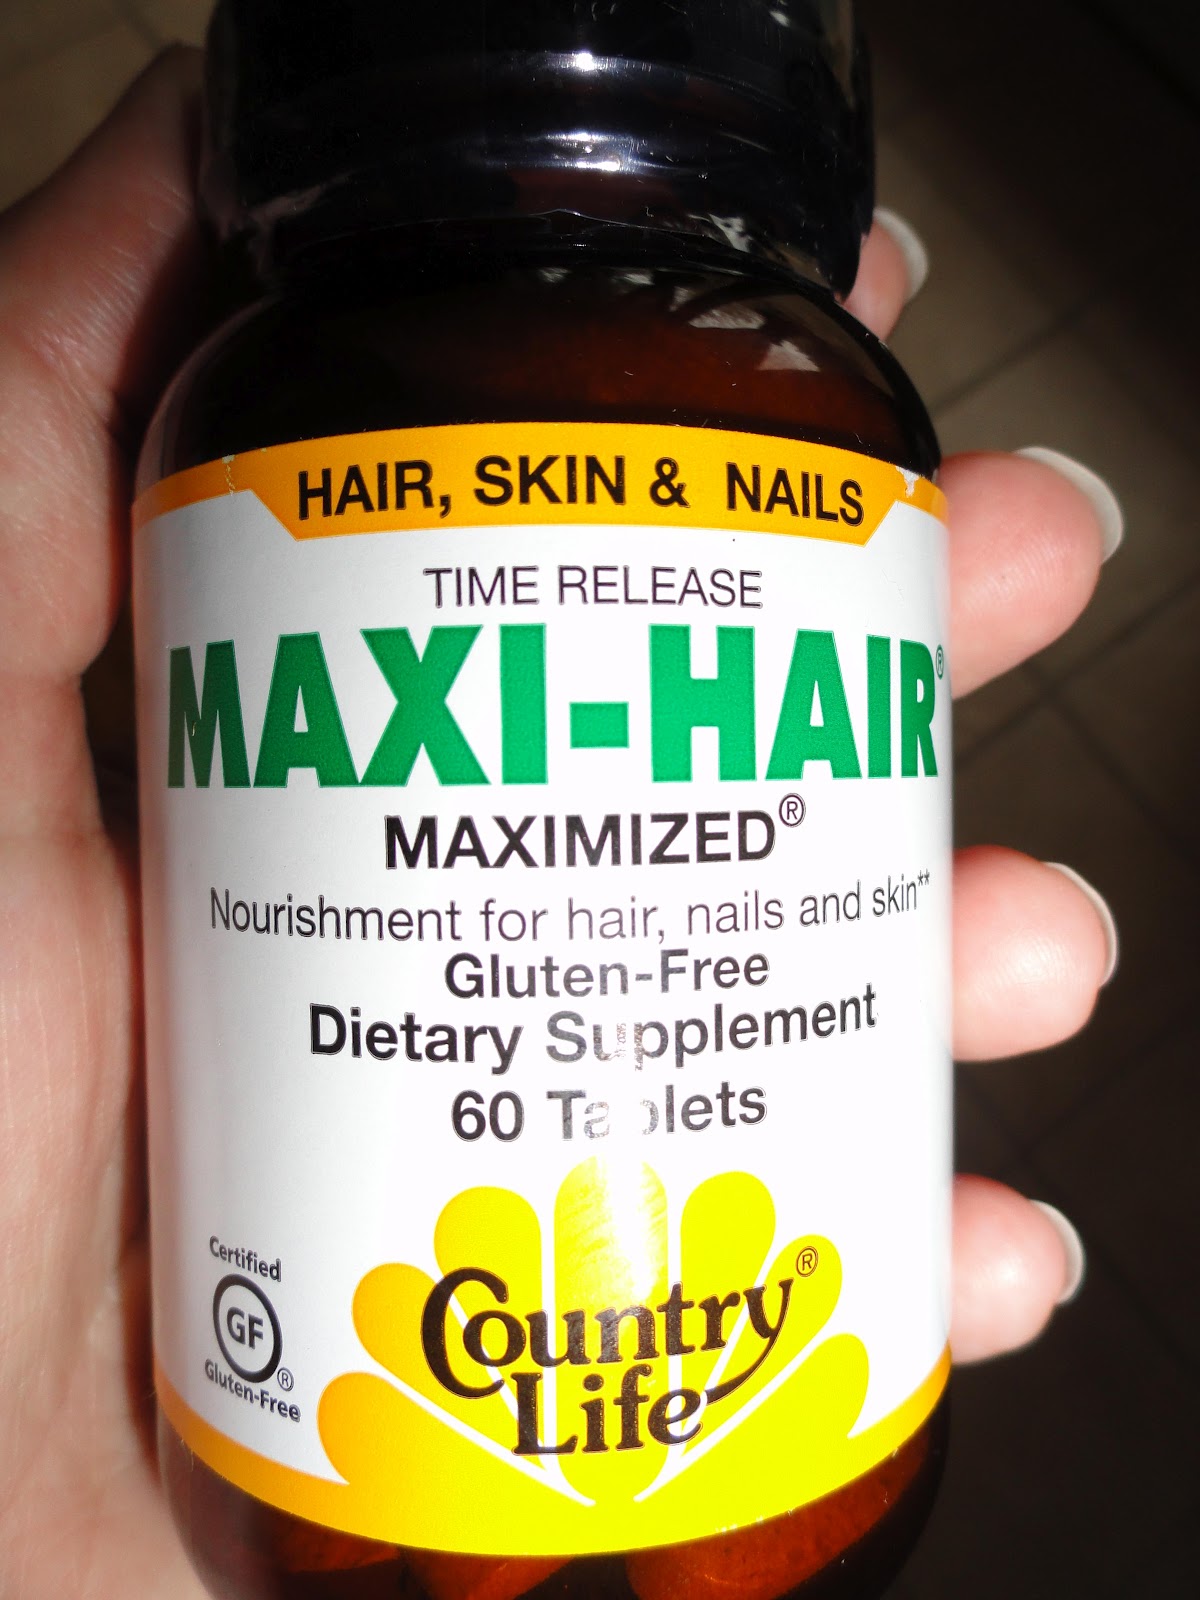 HAIR, SKIN & NAILS
TIME RELEASE
MAXI-HAIR®
MAXIMIZED®
Nourishment for hair, nails and skin**
Gluten-Free
Dietary Supplement
60 Tablets
Certified
GF
Gluten-Free®
Country®
Life